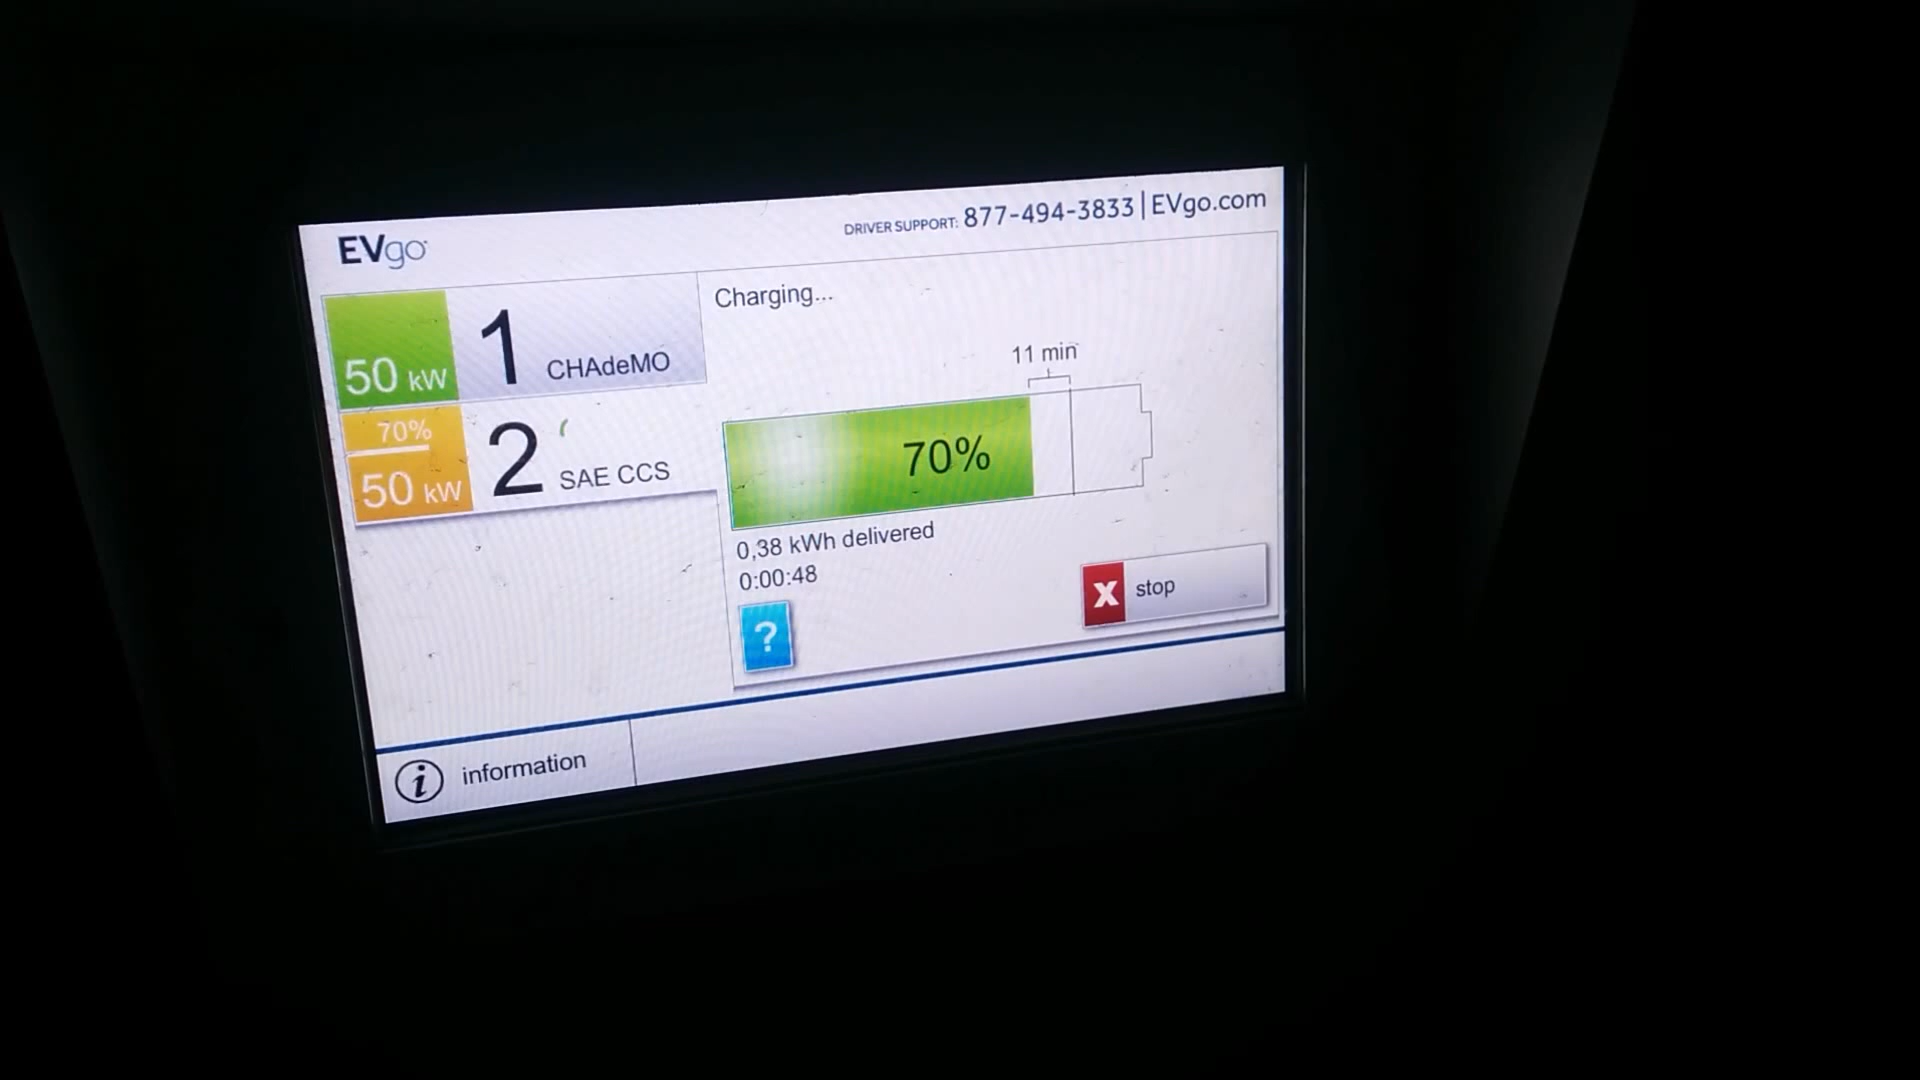 EVgo
DRIVER SUPPORT: 877-494-3833 | EVgo.com
50 kW
1 CHAdeMO
70%
50 kW
2 SAE CCS
Charging...
11 min
70%
0,38 kWh delivered
0:00:48
?
X stop
i information